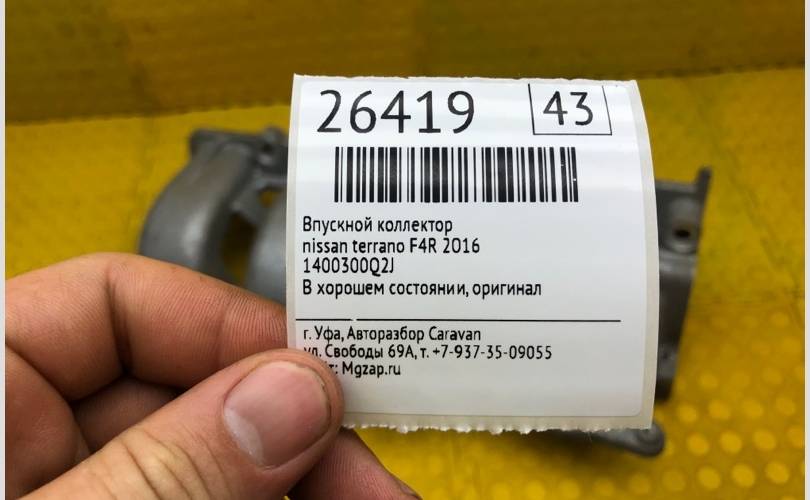 26419 43
Впускной коллектор
nissan terrano F4R 2016
1400300Q2J
В хорошем состоянии, оригинал
г. Уфа, Авторазбор Caravan
ул. Свободы 69А, т. +7-937-35-09055
Mgzap.ru